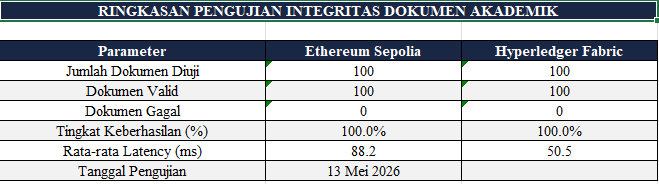 RINGKASAN PENGUJIAN INTEGRITAS DOKUMEN AKADEMIK
Parameter Ethereum Sepolia Hyperledger Fabric
Jumlah Dokumen Diuji 100 100
Dokumen Valid 100 100
Dokumen Gagal 0 0
Tingkat Keberhasilan (%) 100.0% 100.0%
Rata-rata Latency (ms) 88.2 50.5
Tanggal Pengujian 13 Mei 2026